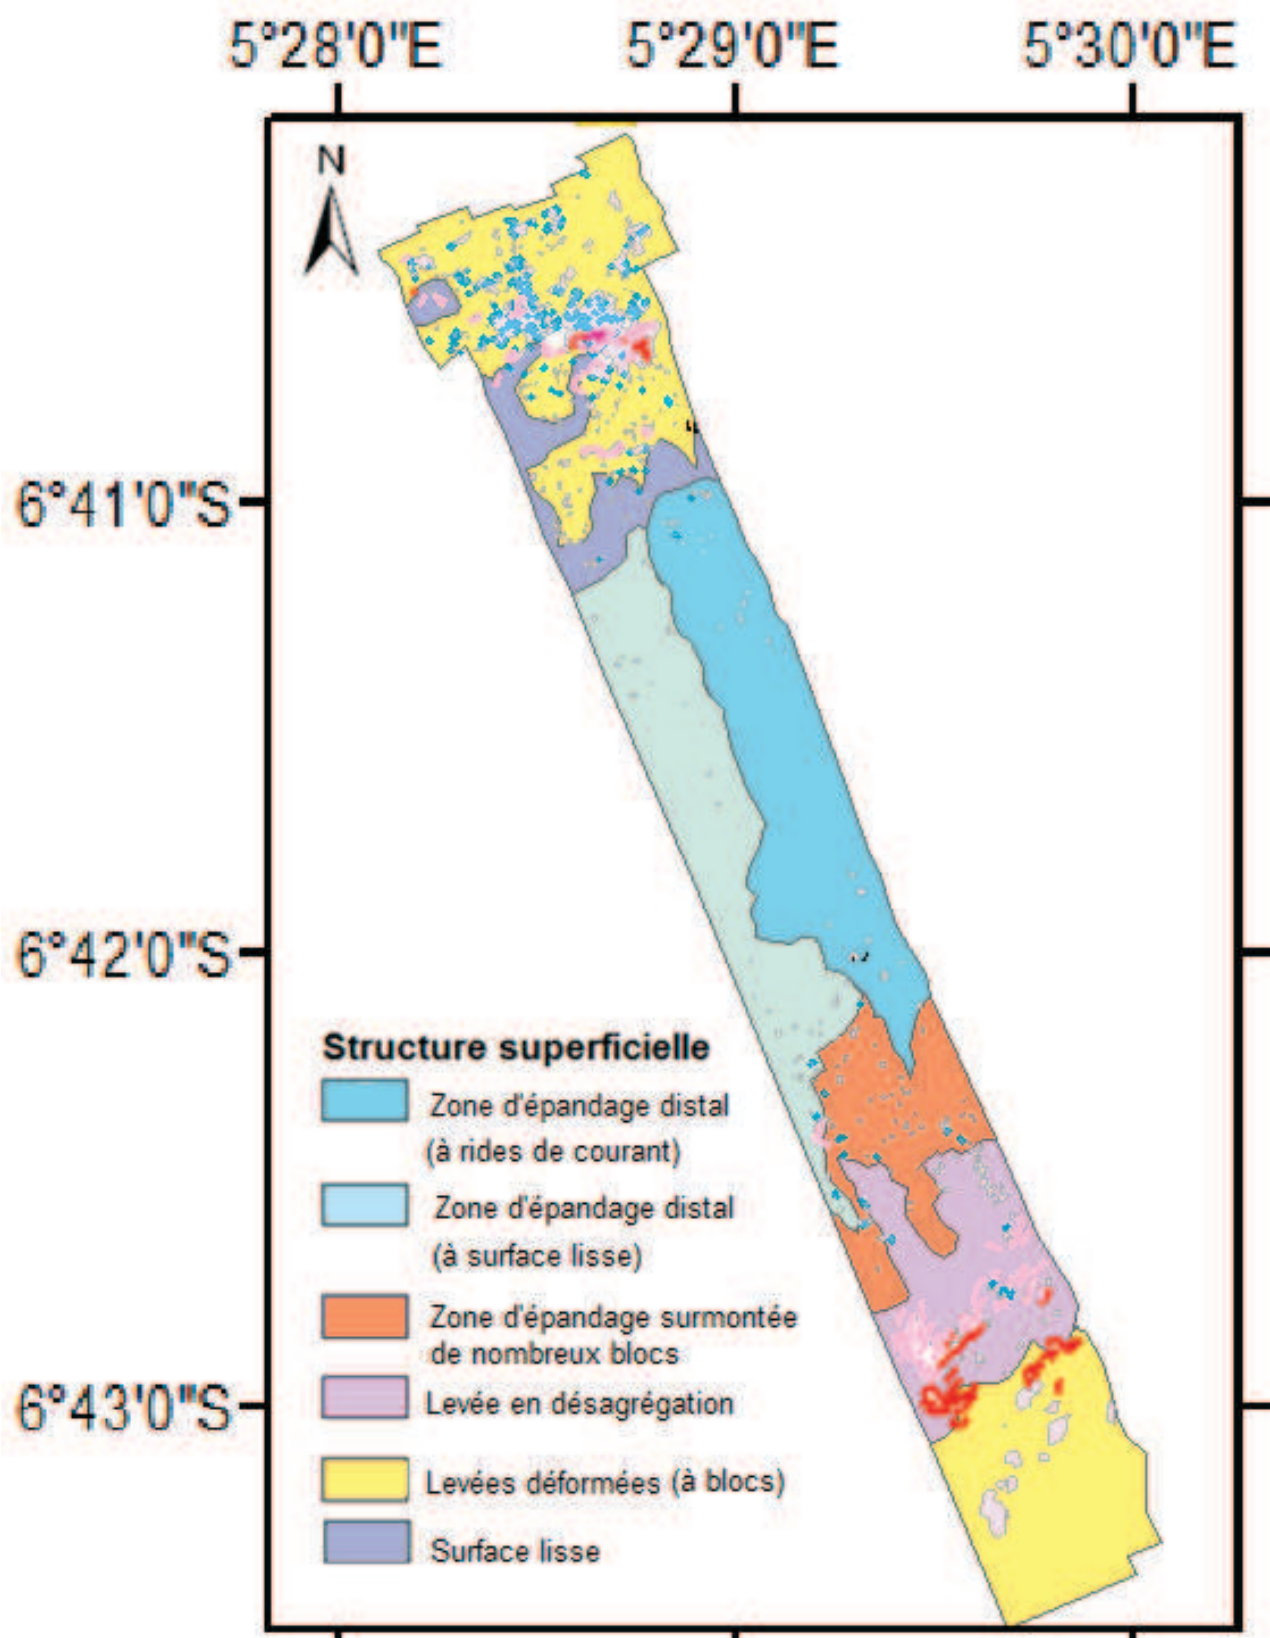 5°28'0"E 5°29'0"E 5°30'0"E
N
6°41'0"S
6°42'0"S
6°43'0"S
Structure superficielle
Zone d'épandage distal
(à rides de courant)
Zone d'épandage distal
(à surface lisse)
Zone d'épandage surmontée
de nombreux blocs
Levée en désagrégation
Levées déformées (à blocs)
Surface lisse